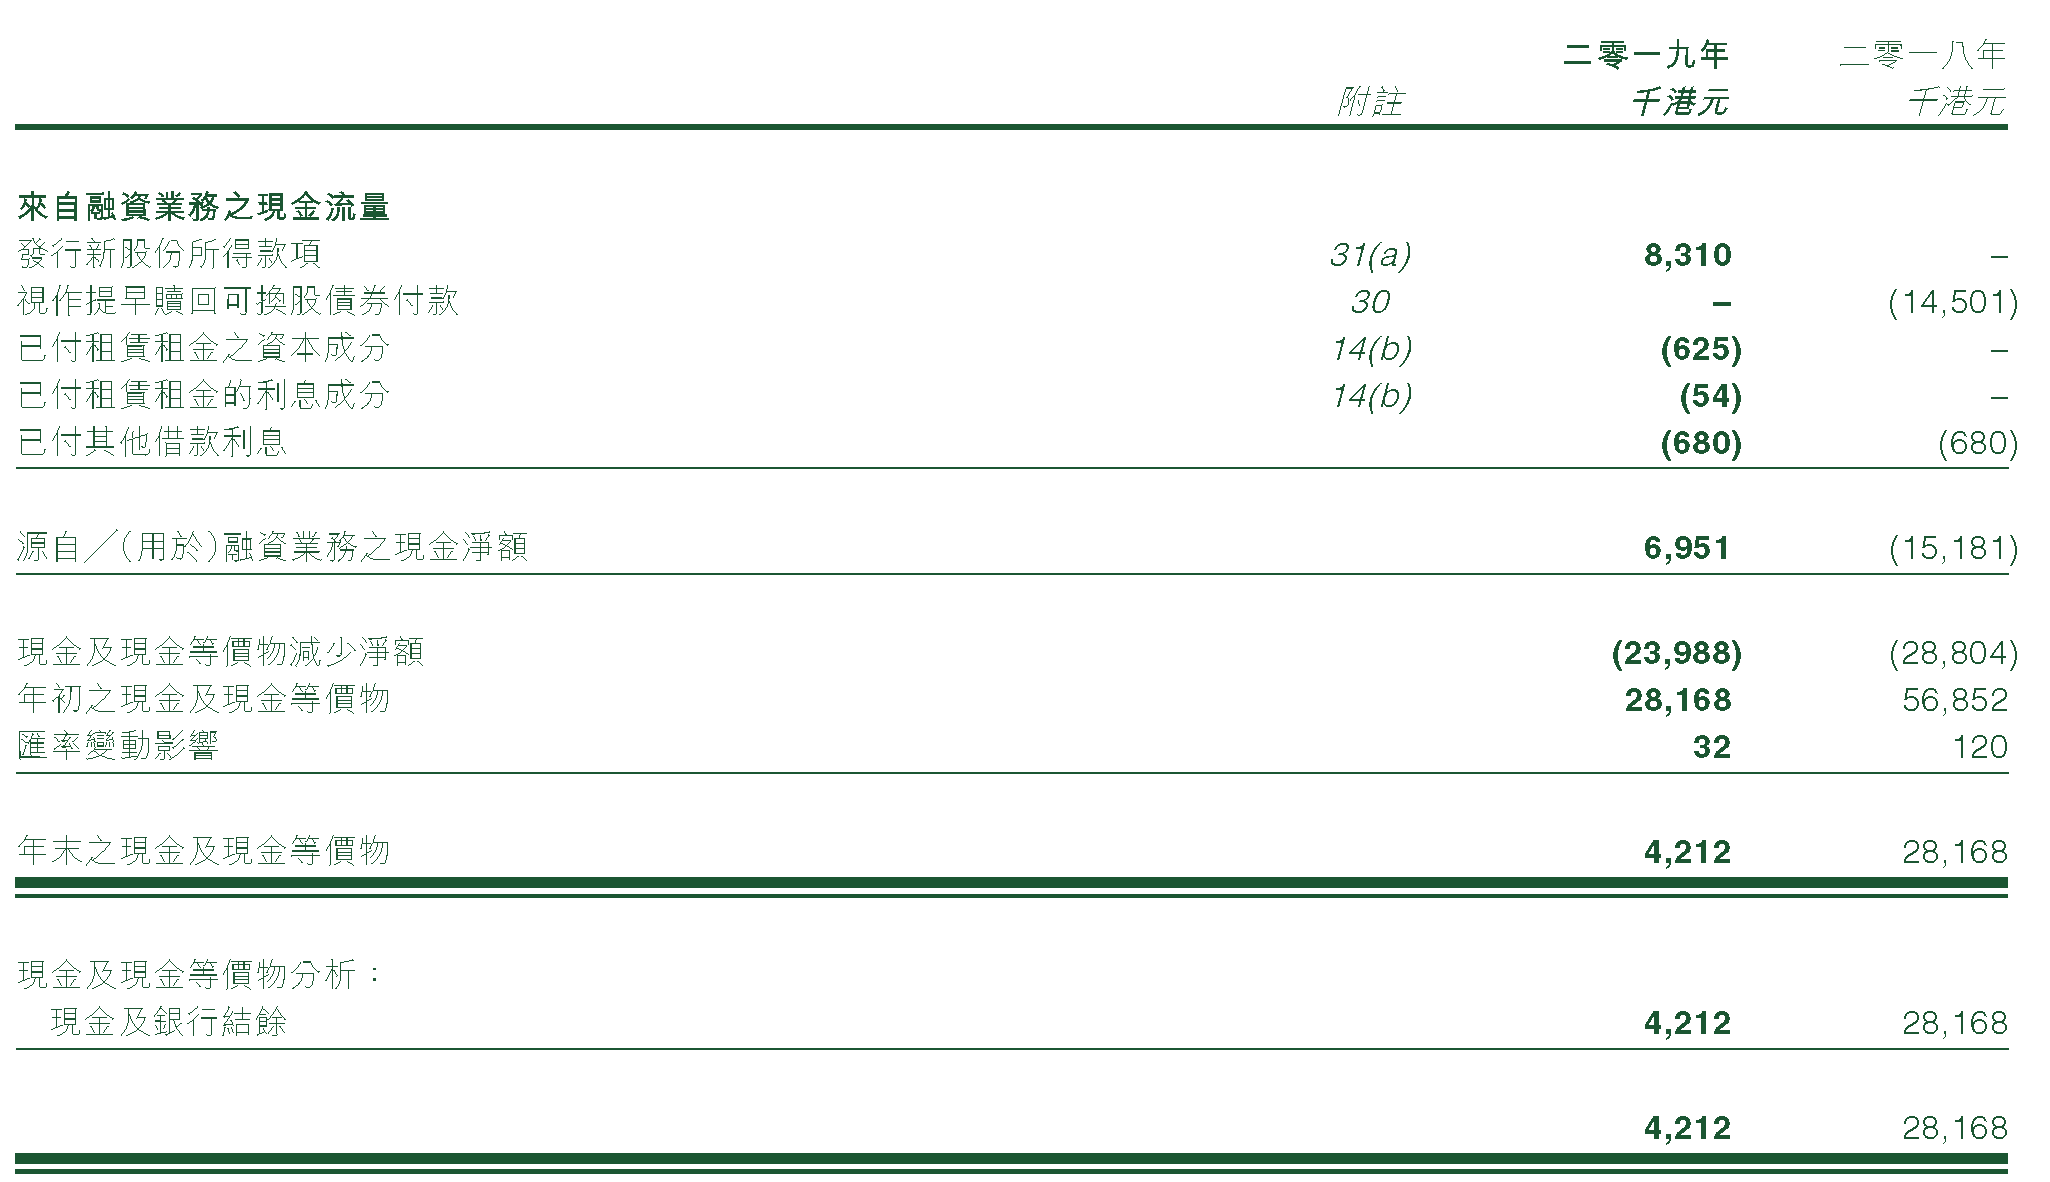 二零一九年 二零一八年
附註 千港元 千港元
來自融資業務之現金流量
發行新股份所得款項 31(a) 8,310 –
視作提早贖回可換股債券付款 30 – (14,501)
已付租賃租金之資本成分 14(b) (625) –
已付租賃租金的利息成分 14(b) (54) –
已付其他借款利息 (680) (680)
源自╱(用於)融資業務之現金淨額 6,951 (15,181)
現金及現金等價物減少淨額 (23,988) (28,804)
年初之現金及現金等價物 28,168 56,852
匯率變動影響 32 120
年末之現金及現金等價物 4,212 28,168
現金及現金等價物分析：
現金及銀行結餘 4,212 28,168
4,212 28,168